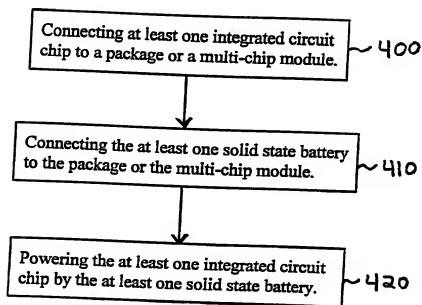 Connecting at least one integrated circuit
chip to a package or a multi-chip module.
400
Connecting the at least one solid state battery
to the package or the multi-chip module.
410
Powering the at least one integrated circuit
chip by the at least one solid state battery.
420